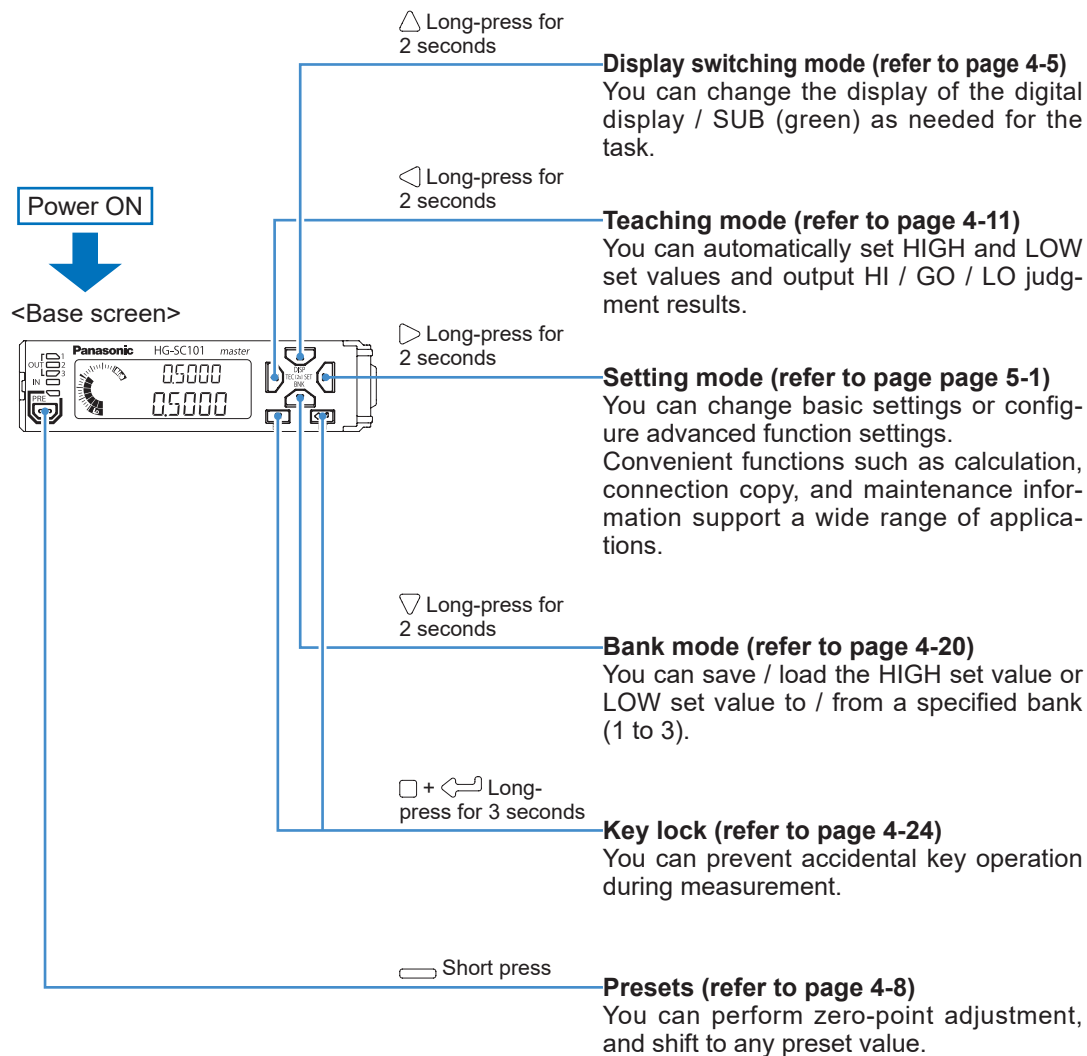 Long-press for
2 seconds
Display switching mode (refer to page 4-5)
You can change the display of the digital
display / SUB (green) as needed for the
task.
Long-press for
2 seconds
Power ON
Teaching mode (refer to page 4-11)
You can automatically set HIGH and LOW
set values and output HI / GO / LO judg-
ment results.
<Base screen>
Long-press for
2 seconds
Panasonic HG-SC101 master
OUT 1
2
3
IN
PRE
0.5000
0.5000
DISP
TEC (2s) SET
BNK
Setting mode (refer to page page 5-1)
You can change basic settings or config-
ure advanced function settings.
Convenient functions such as calculation,
connection copy, and maintenance infor-
mation support a wide range of applica-
tions.
Long-press for
2 seconds
Bank mode (refer to page 4-20)
You can save / load the HIGH set value or
LOW set value to / from a specified bank
(1 to 3).
+ Long-
press for 3 seconds
Key lock (refer to page 4-24)
You can prevent accidental key operation
during measurement.
Short press
Presets (refer to page 4-8)
You can perform zero-point adjustment,
and shift to any preset value.